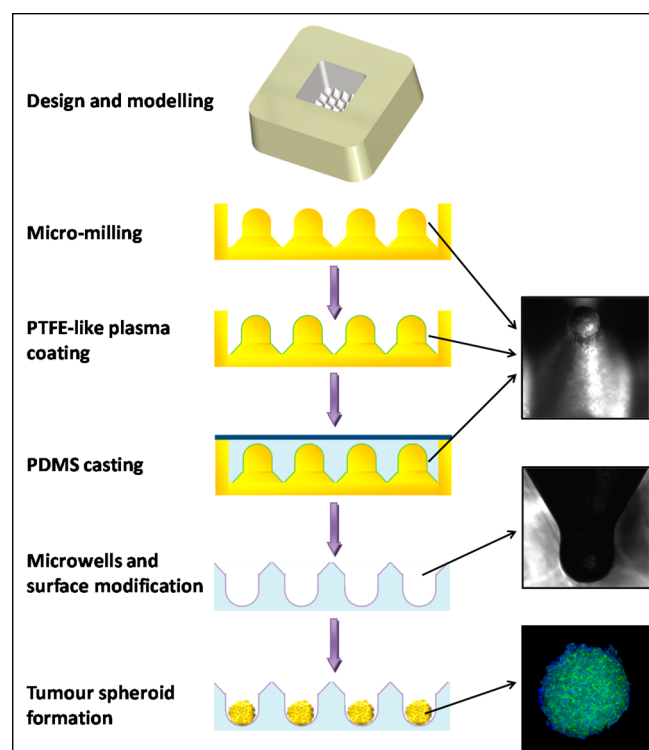 Design and modelling
Micro-milling
PTFE-like plasma
coating
PDMS casting
Microwells and
surface modification
Tumour spheroid
formation